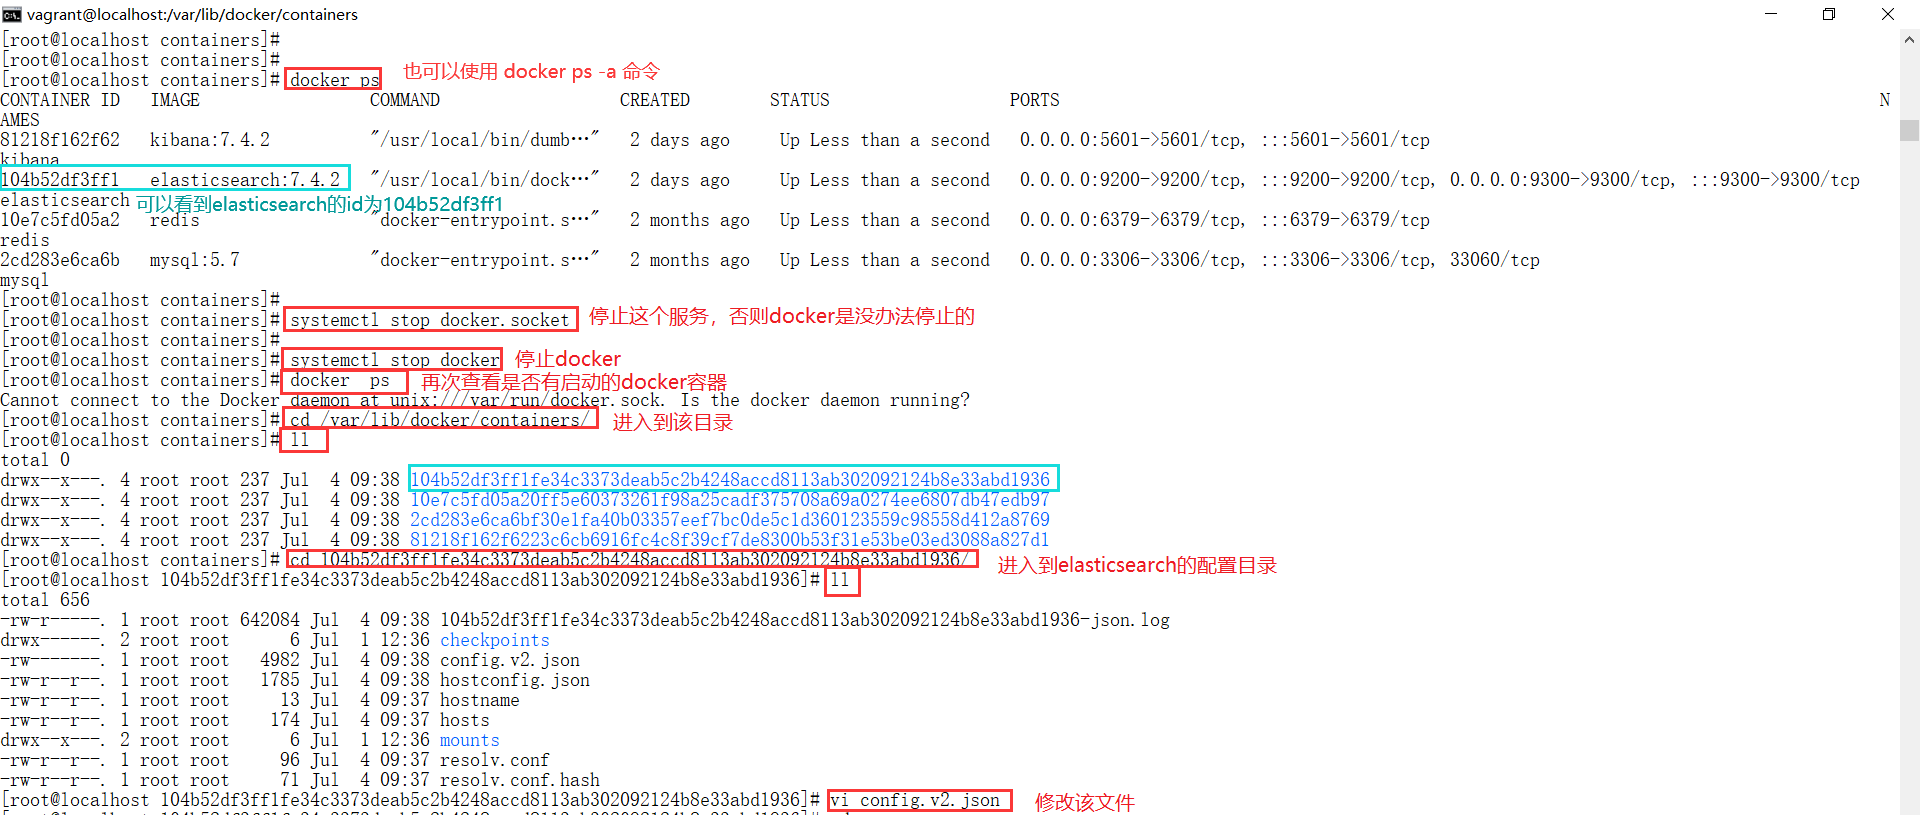 vagrant@localhost:/var/lib/docker/containers
[root@localhost containers]#
[root@localhost containers]#
[root@localhost containers]# docker ps 也可以使用 docker ps -a 命令
CONTAINER ID   IMAGE                 COMMAND                  CREATED        STATUS                  PORTS                                                                                  N
AMES
81218f162f62   kibana:7.4.2          "/usr/local/bin/dumb…"   2 days ago     Up Less than a second   0.0.0.0:5601->5601/tcp, :::5601->5601/tcp
kibana
104b52df3ff1   elasticsearch:7.4.2   "/usr/local/bin/dock…"   2 days ago     Up Less than a second   0.0.0.0:9200->9200/tcp, :::9200->9200/tcp, 0.0.0.0:9300->9300/tcp, :::9300->9300/tcp
elasticsearch 可以看到elasticsearch的id为104b52df3ff1
10e7c5fd05a2   redis                 "docker-entrypoint.s…"   2 months ago   Up Less than a second   0.0.0.0:6379->6379/tcp, :::6379->6379/tcp
redis
2cd283e6ca6b   mysql:5.7             "docker-entrypoint.s…"   2 months ago   Up Less than a second   0.0.0.0:3306->3306/tcp, :::3306->3306/tcp, 33060/tcp
mysql
[root@localhost containers]#
[root@localhost containers]# systemctl stop docker.socket 停止这个服务，否则docker是没办法停止的
[root@localhost containers]#
[root@localhost containers]# systemctl stop docker 停止docker
[root@localhost containers]# docker  ps 再次查看是否有启动的docker容器
Cannot connect to the Docker daemon at unix:///var/run/docker.sock. Is the docker daemon running?
[root@localhost containers]# cd /var/lib/docker/containers/ 进入到该目录
[root@localhost containers]# ll
total 0
drwx--x---. 4 root root 237 Jul  4 09:38 104b52df3ff1fe34c3373deab5c2b4248accd8113ab302092124b8e33abd1936
drwx--x---. 4 root root 237 Jul  4 09:38 10e7c5fd05a20ff5e60373261f98a25cadf375708a69a0274ee6807db47edb97
drwx--x---. 4 root root 237 Jul  4 09:38 2cd283e6ca6bf30e1fa40b03357eef7bc0de5c1d360123559c98558d412a8769
drwx--x---. 4 root root 237 Jul  4 09:38 81218f162f6223c6cb6916fc4c8f39cf7de8300b53f31e53be03ed3088a827d1
[root@localhost containers]# cd 104b52df3ff1fe34c3373deab5c2b4248accd8113ab302092124b8e33abd1936/ 进入到elasticsearch的配置目录
[root@localhost 104b52df3ff1fe34c3373deab5c2b4248accd8113ab302092124b8e33abd1936]# ll
total 656
-rw-r-----. 1 root root 642084 Jul  4 09:38 104b52df3ff1fe34c3373deab5c2b4248accd8113ab302092124b8e33abd1936-json.log
drwx------. 2 root root      6 Jul  1 12:36 checkpoints
-rw-------. 1 root root   4982 Jul  4 09:38 config.v2.json
-rw-r--r--. 1 root root   1785 Jul  4 09:38 hostconfig.json
-rw-r--r--. 1 root root     13 Jul  4 09:37 hostname
-rw-r--r--. 1 root root    174 Jul  4 09:37 hosts
drwx--x---. 2 root root      6 Jul  1 12:36 mounts
-rw-r--r--. 1 root root     96 Jul  4 09:37 resolv.conf
-rw-r--r--. 1 root root     71 Jul  4 09:37 resolv.conf.hash
[root@localhost 104b52df3ff1fe34c3373deab5c2b4248accd8113ab302092124b8e33abd1936]# vi config.v2.json 修改该文件